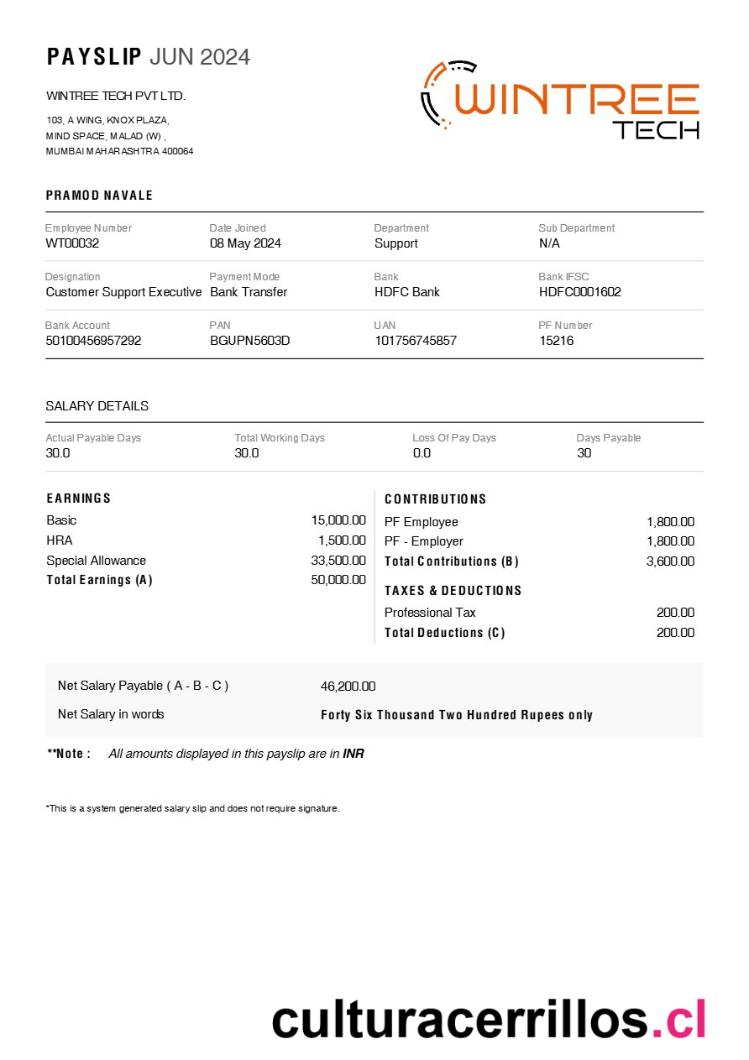 PAYSLIP JUN 2024
WINTREE TECH PVT LTD.
103, A WING, KNOX PLAZA,
MIND SPACE, MALAD (W) ,
MUMBAI MAHARASHTRA 400064
WINTREE
TECH
PRAMOD NAVALE
Employee Number Date Joined Department Sub Department
WT00032 08 May 2024 Support N/A
Designation Payment Mode Bank Bank IFSC
Customer Support Executive Bank Transfer HDFC Bank HDFC0001602
Bank Account PAN UAN PF Number
50100456957292 BGUPN5603D 101756745857 15216
SALARY DETAILS
Actual Payable Days Total Working Days Loss Of Pay Days Days Payable
30.0 30.0 0.0 30
EARNINGS
Basic 15,000.00
HRA 1,500.00
Special Allowance 33,500.00
Total Earnings (A) 50,000.00
CONTRIBUTIONS
PF Employee 1,800.00
PF - Employer 1,800.00
Total Contributions (B) 3,600.00
TAXES & DEDUCTIONS
Professional Tax 200.00
Total Deductions (C) 200.00
Net Salary Payable ( A - B - C ) 46,200.00
Net Salary in words Forty Six Thousand Two Hundred Rupees only
**Note : All amounts displayed in this payslip are in INR
*This is a system generated salary slip and does not require signature.
culturacerrillos.cl